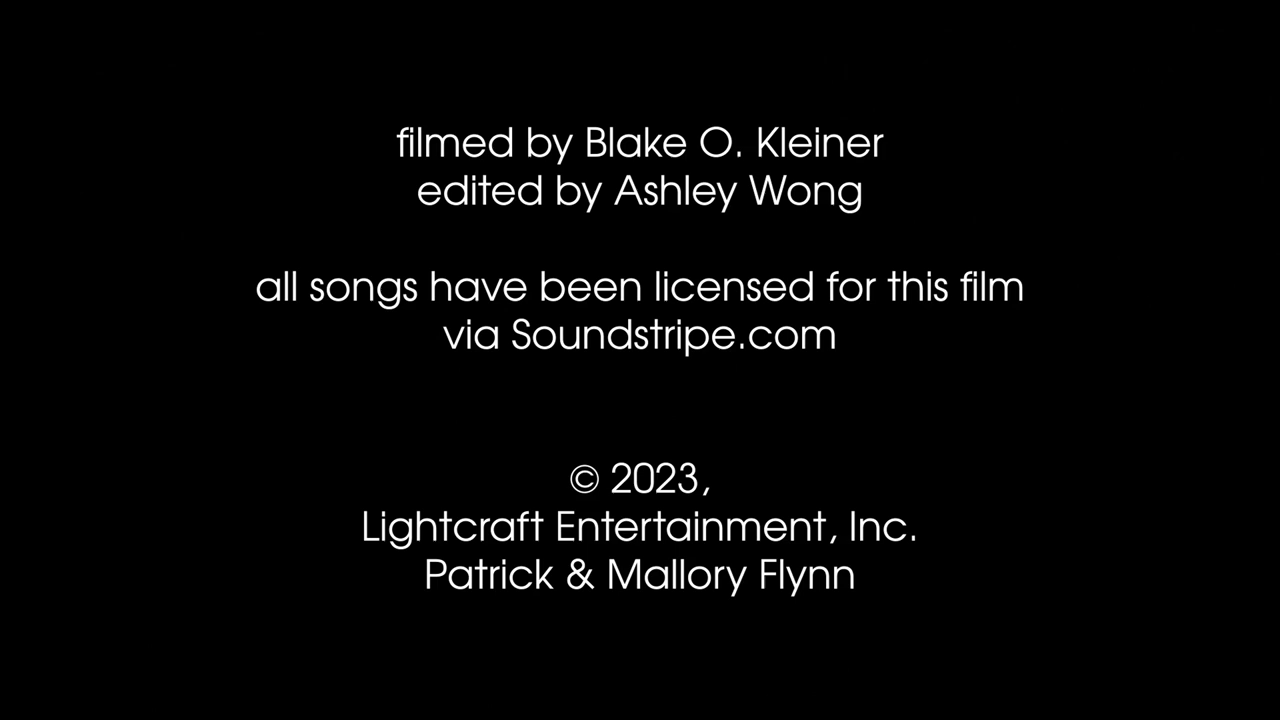 filmed by Blake O. Kleiner
edited by Ashley Wong
all songs have been licensed for this film
via Soundstripe.com
© 2023,
Lightcraft Entertainment, Inc.
Patrick & Mallory Flynn